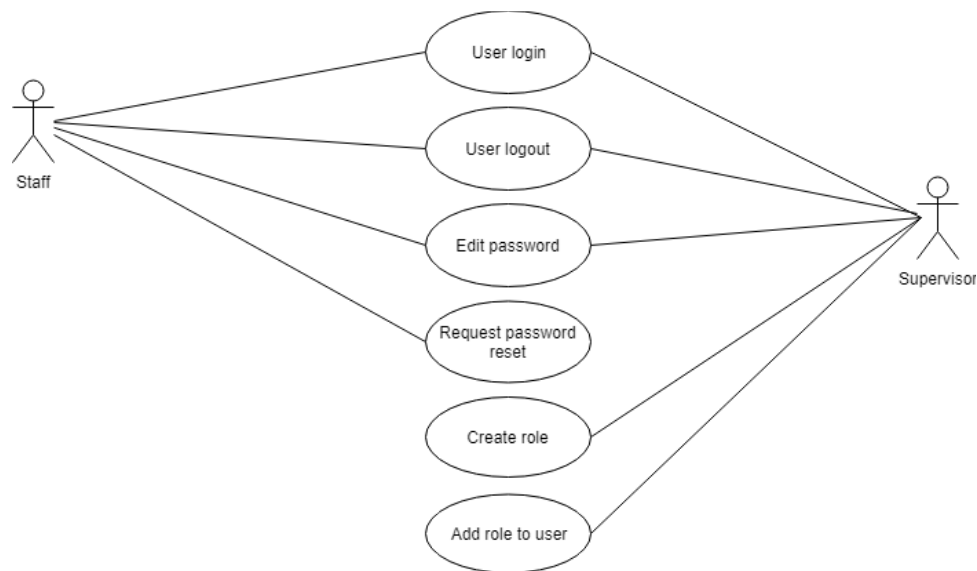 User login
User logout
Staff
Edit password
Supervisor
Request password
reset
Create role
Add role to user